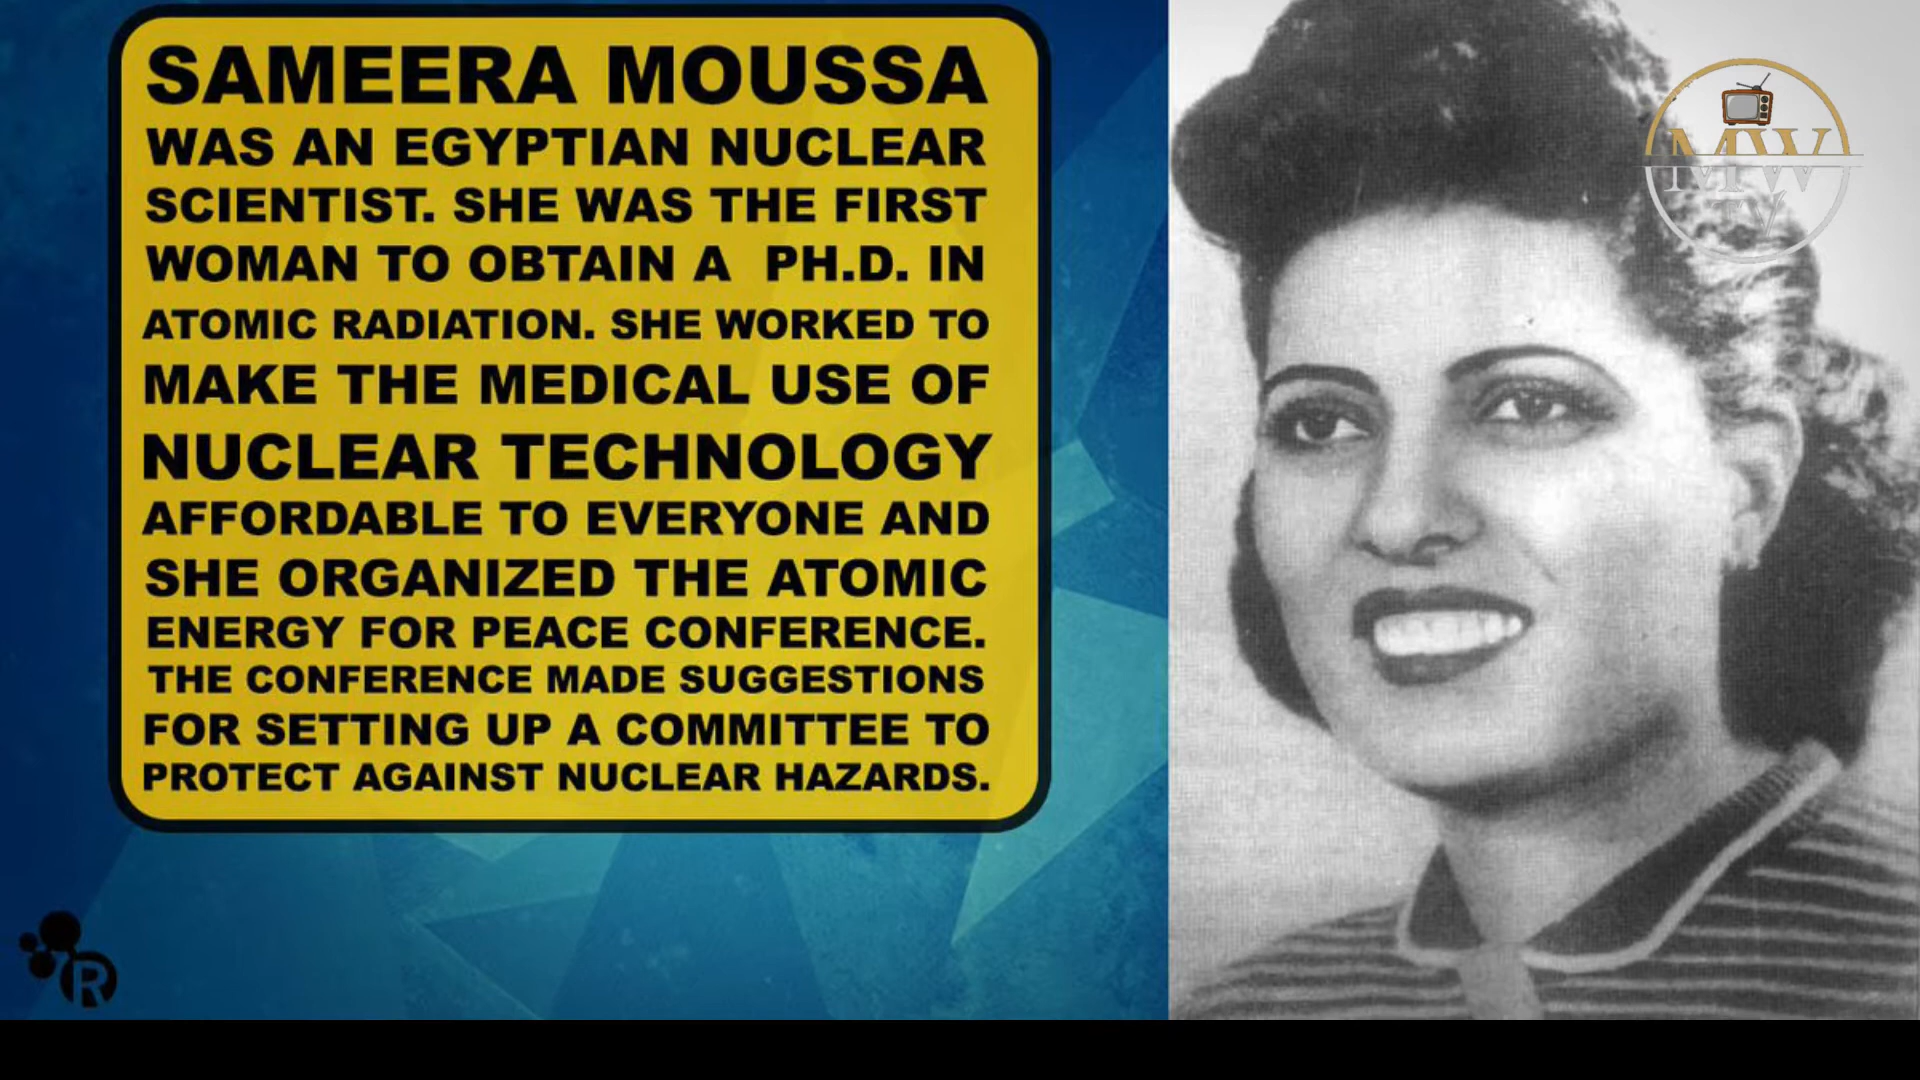 SAMEERA MOUSSA
WAS AN EGYPTIAN NUCLEAR
SCIENTIST. SHE WAS THE FIRST
WOMAN TO OBTAIN A PH.D. IN
ATOMIC RADIATION. SHE WORKED TO
MAKE THE MEDICAL USE OF
NUCLEAR TECHNOLOGY
AFFORDABLE TO EVERYONE AND
SHE ORGANIZED THE ATOMIC
ENERGY FOR PEACE CONFERENCE.
THE CONFERENCE MADE SUGGESTIONS
FOR SETTING UP A COMMITTEE TO
PROTECT AGAINST NUCLEAR HAZARDS.
MW
TV
R